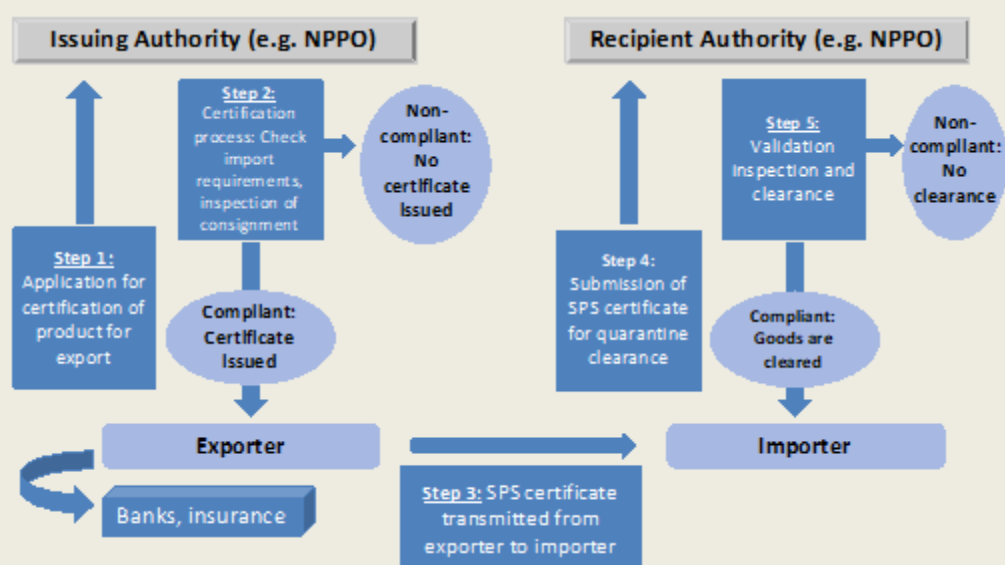 Issuing Authority (e.g. NPPO)
Recipient Authority (e.g. NPPO)
Step 1:
Application for
certification of
product for
export
Step 2:
Certification
process: Check
import
requirements,
inspection of
consignment
Non-
compliant:
No
certificate
issued
Compliant:
Certificate
issued
Exporter
Banks, insurance
Step 3: SPS certificate
transmitted from
exporter to importer
Step 4:
Submission of
SPS certificate
for quarantine
clearance
Step 5:
Validation
inspection and
clearance
Non-
compliant:
No
clearance
Compliant:
Goods are
cleared
Importer